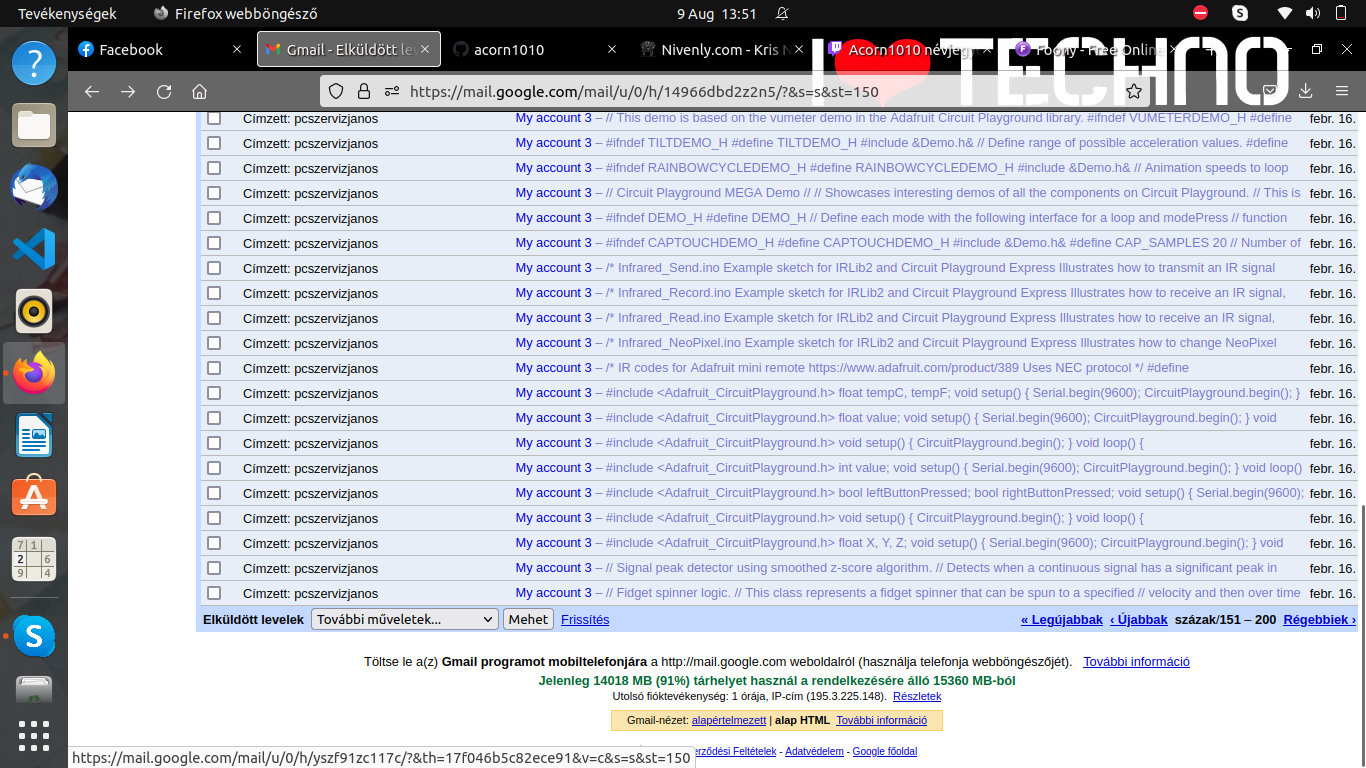 Tevékenységek Firefox webböngésző 9 Aug 13:51
Facebook Gmail - Elküldött lev acorn1010 Nivenly.com - Kris N Acorn1010 névjegy Foony - Free Online
I TECHNO
https://mail.google.com/mail/u/0/h/14966dbd2z2n5/?&s=s&st=150
Címzett: pcszervizjanos My account 3 – // This demo is based on the vumeter demo in the Adafruit Circuit Playground library. #ifndef VUMETERDEMO_H #define febr. 16.
Címzett: pcszervizjanos My account 3 – #ifndef TILTDEMO_H #define TILTDEMO_H #include &Demo.h& // Define range of possible acceleration values. #define febr. 16.
Címzett: pcszervizjanos My account 3 – #ifndef RAINBOWCYCLEDEMO_H #define RAINBOWCYCLEDEMO_H #include &Demo.h& // Animation speeds to loop febr. 16.
Címzett: pcszervizjanos My account 3 – // Circuit Playground MEGA Demo // // Showcases interesting demos of all the components on Circuit Playground. // This is febr. 16.
Címzett: pcszervizjanos My account 3 – #ifndef DEMO_H #define DEMO_H // Define each mode with the following interface for a loop and modePress // function febr. 16.
Címzett: pcszervizjanos My account 3 – #ifndef CAPTOUCHDEMO_H #define CAPTOUCHDEMO_H #include &Demo.h& #define CAP_SAMPLES 20 // Number of febr. 16.
Címzett: pcszervizjanos My account 3 – /* Infrared_Send.ino Example sketch for IRLib2 and Circuit Playground Express Illustrates how to transmit an IR signal febr. 16.
Címzett: pcszervizjanos My account 3 – /* Infrared_Record.ino Example sketch for IRLib2 and Circuit Playground Express Illustrates how to receive an IR signal, febr. 16.
Címzett: pcszervizjanos My account 3 – /* Infrared_Read.ino Example sketch for IRLib2 and Circuit Playground Express Illustrates how to receive an IR signal, febr. 16.
Címzett: pcszervizjanos My account 3 – /* Infrared_NeoPixel.ino Example sketch for IRLib2 and Circuit Playground Express Illustrates how to change NeoPixel febr. 16.
Címzett: pcszervizjanos My account 3 – /* IR codes for Adafruit mini remote https://www.adafruit.com/product/389 Uses NEC protocol */ #define febr. 16.
Címzett: pcszervizjanos My account 3 – #include <Adafruit_CircuitPlayground.h> float tempC, tempF; void setup() { Serial.begin(9600); CircuitPlayground.begin(); } febr. 16.
Címzett: pcszervizjanos My account 3 – #include <Adafruit_CircuitPlayground.h> float value; void setup() { Serial.begin(9600); CircuitPlayground.begin(); } void febr. 16.
Címzett: pcszervizjanos My account 3 – #include <Adafruit_CircuitPlayground.h> void setup() { CircuitPlayground.begin(); } void loop() { febr. 16.
Címzett: pcszervizjanos My account 3 – #include <Adafruit_CircuitPlayground.h> int value; void setup() { Serial.begin(9600); CircuitPlayground.begin(); } void loop() febr. 16.
Címzett: pcszervizjanos My account 3 – #include <Adafruit_CircuitPlayground.h> bool leftButtonPressed; bool rightButtonPressed; void setup() { Serial.begin(9600); febr. 16.
Címzett: pcszervizjanos My account 3 – #include <Adafruit_CircuitPlayground.h> void setup() { CircuitPlayground.begin(); } void loop() { febr. 16.
Címzett: pcszervizjanos My account 3 – #include <Adafruit_CircuitPlayground.h> float X, Y, Z; void setup() { Serial.begin(9600); CircuitPlayground.begin(); } void febr. 16.
Címzett: pcszervizjanos My account 3 – // Signal peak detector using smoothed z-score algorithm. // Detects when a continuous signal has a significant peak in febr. 16.
Címzett: pcszervizjanos My account 3 – // Fidget spinner logic. // This class represents a fidget spinner that can be spun to a specified // velocity and then over time febr. 16.
Elküldött levelek További műveletek... Mehet Frissítés « Legújabbak ‹ Újabbak százak/151 – 200 Régebbiek ›
Töltse le a(z) Gmail programot mobiltelefonjára a http://mail.google.com weboldalról (használja telefonja webböngészőjét). További információ
Jelenleg 14018 MB (91%) tárhelyet használ a rendelkezésére álló 15360 MB-ból
Utolsó fióktevékenység: 1 órája, IP-cím (195.3.225.148). Részletek
Gmail-nézet: alapértelmezett | alap HTML További információ
erződési Feltételek - Adatvédelem - Google főoldal
https://mail.google.com/mail/u/0/h/yszf91zc117c/?&th=17f046b5c82ece91&v=c&s=s&st=150